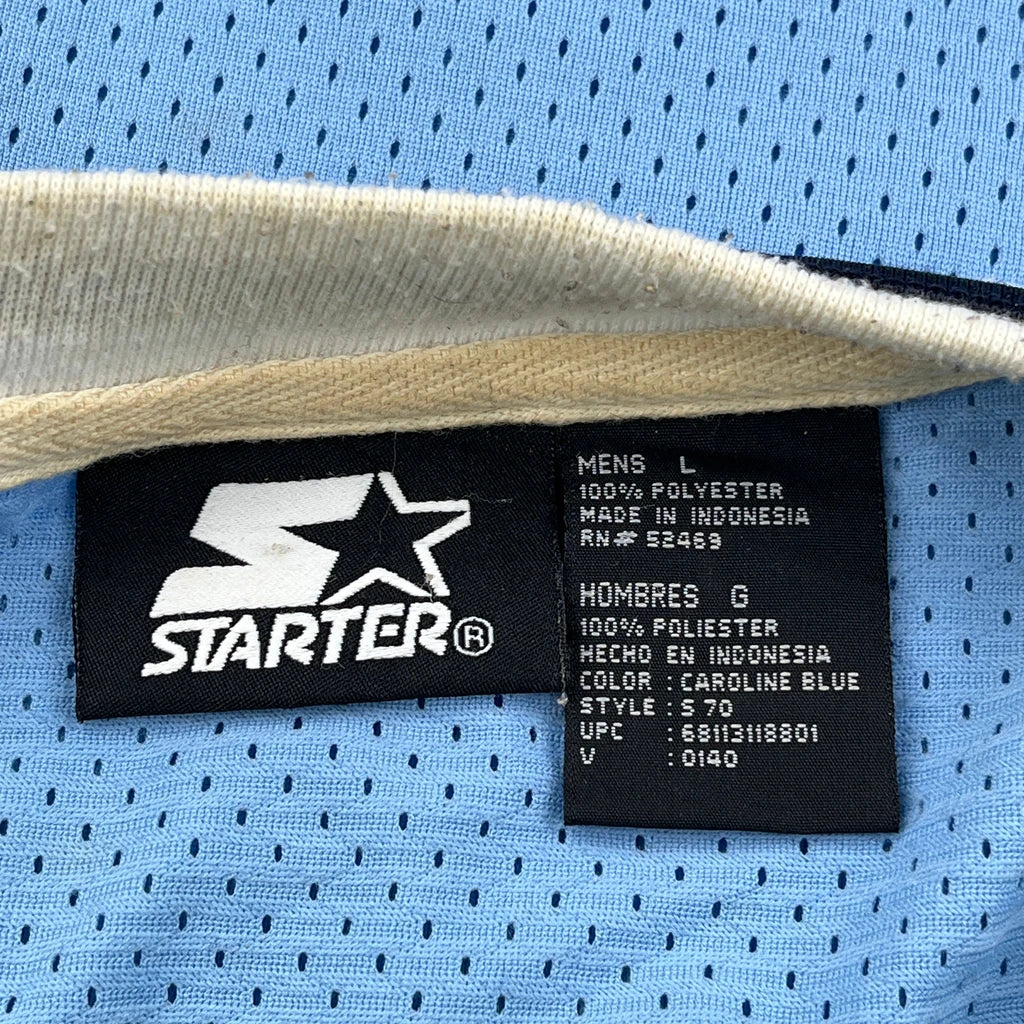 STARTER®
MENS L
100% POLYESTER
MADE IN INDONESIA
RN# 53469
HOMBRES G
100% POLIESTER
HECHO EN INDONESIA
COLOR : CAROLINE BLUE
STYLE : S 70
UPC : 68113118801
V : 0140